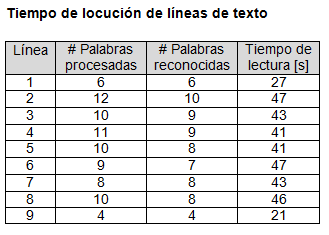 Tiempo de locución de líneas de texto
Línea # Palabras procesadas # Palabras reconocidas Tiempo de lectura [s]
1 6 6 27
2 12 10 47
3 10 9 43
4 11 9 41
5 10 8 41
6 9 7 47
7 8 8 43
8 10 8 46
9 4 4 21